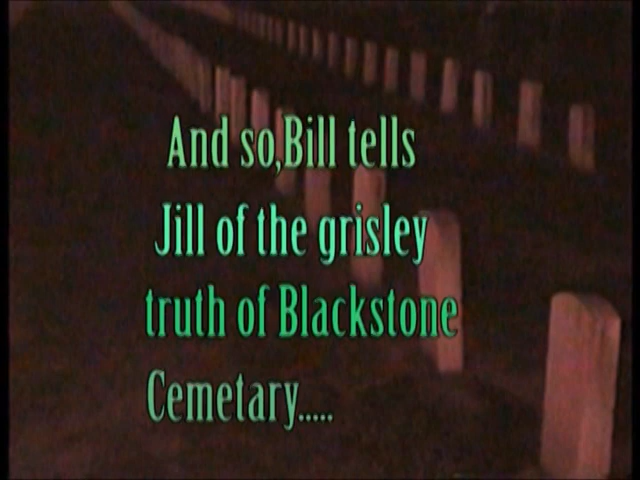 And so,Bill tells
Jill of the grisley
truth of Blackstone
Cemetary.....